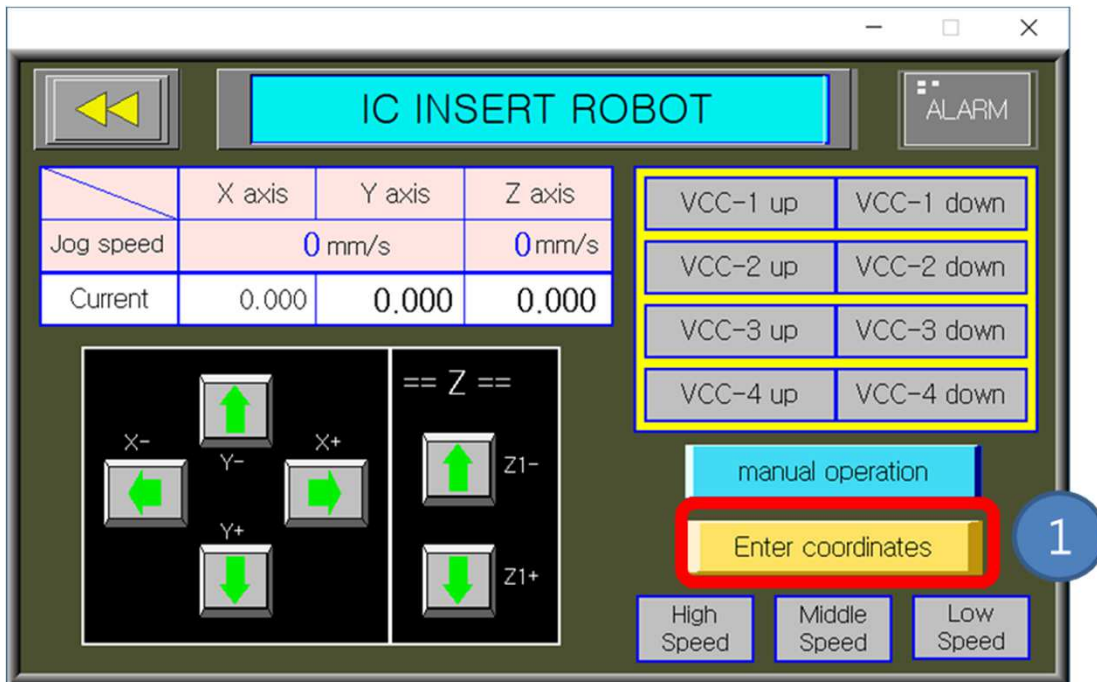 IC INSERT ROBOT
ALARM
X axis Y axis Z axis
Jog speed 0 mm/s 0 mm/s
Current 0.000 0.000 0.000
VCC-1 up VCC-1 down
VCC-2 up VCC-2 down
VCC-3 up VCC-3 down
VCC-4 up VCC-4 down
== Z ==
X- X+
Y-
Z1-
Y+
Z1+
manual operation
Enter coordinates
1
High Speed
Middle Speed
Low Speed